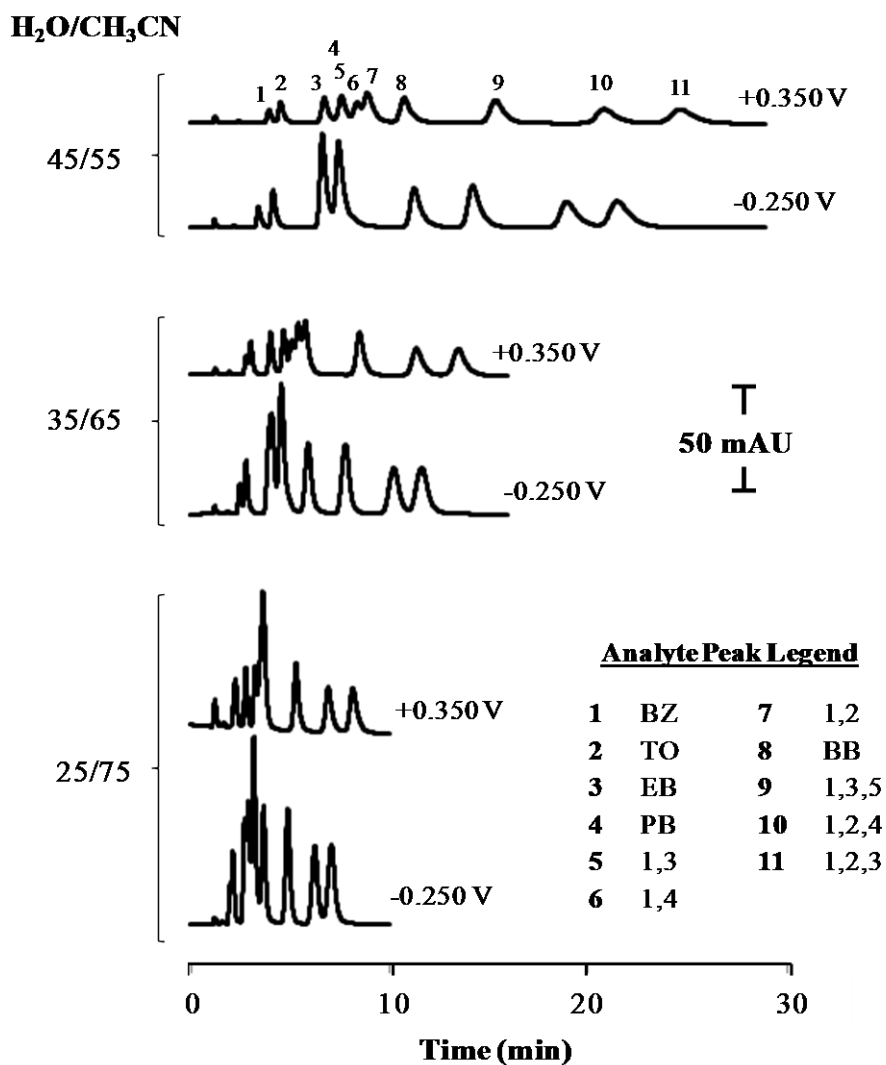 H₂O/CH₃CN
4
1 2 3 5 6 7 8 9 10 11
+0.350 V
45/55
-0.250 V
+0.350 V
35/65
50 mAU
-0.250 V
Analyte Peak Legend
1 BZ 7 1,2
+0.350 V
2 TO 8 BB
25/75
3 EB 9 1,3,5
4 PB 10 1,2,4
5 1,3 11 1,2,3
-0.250 V
6 1,4
0 10 20 30
Time (min)